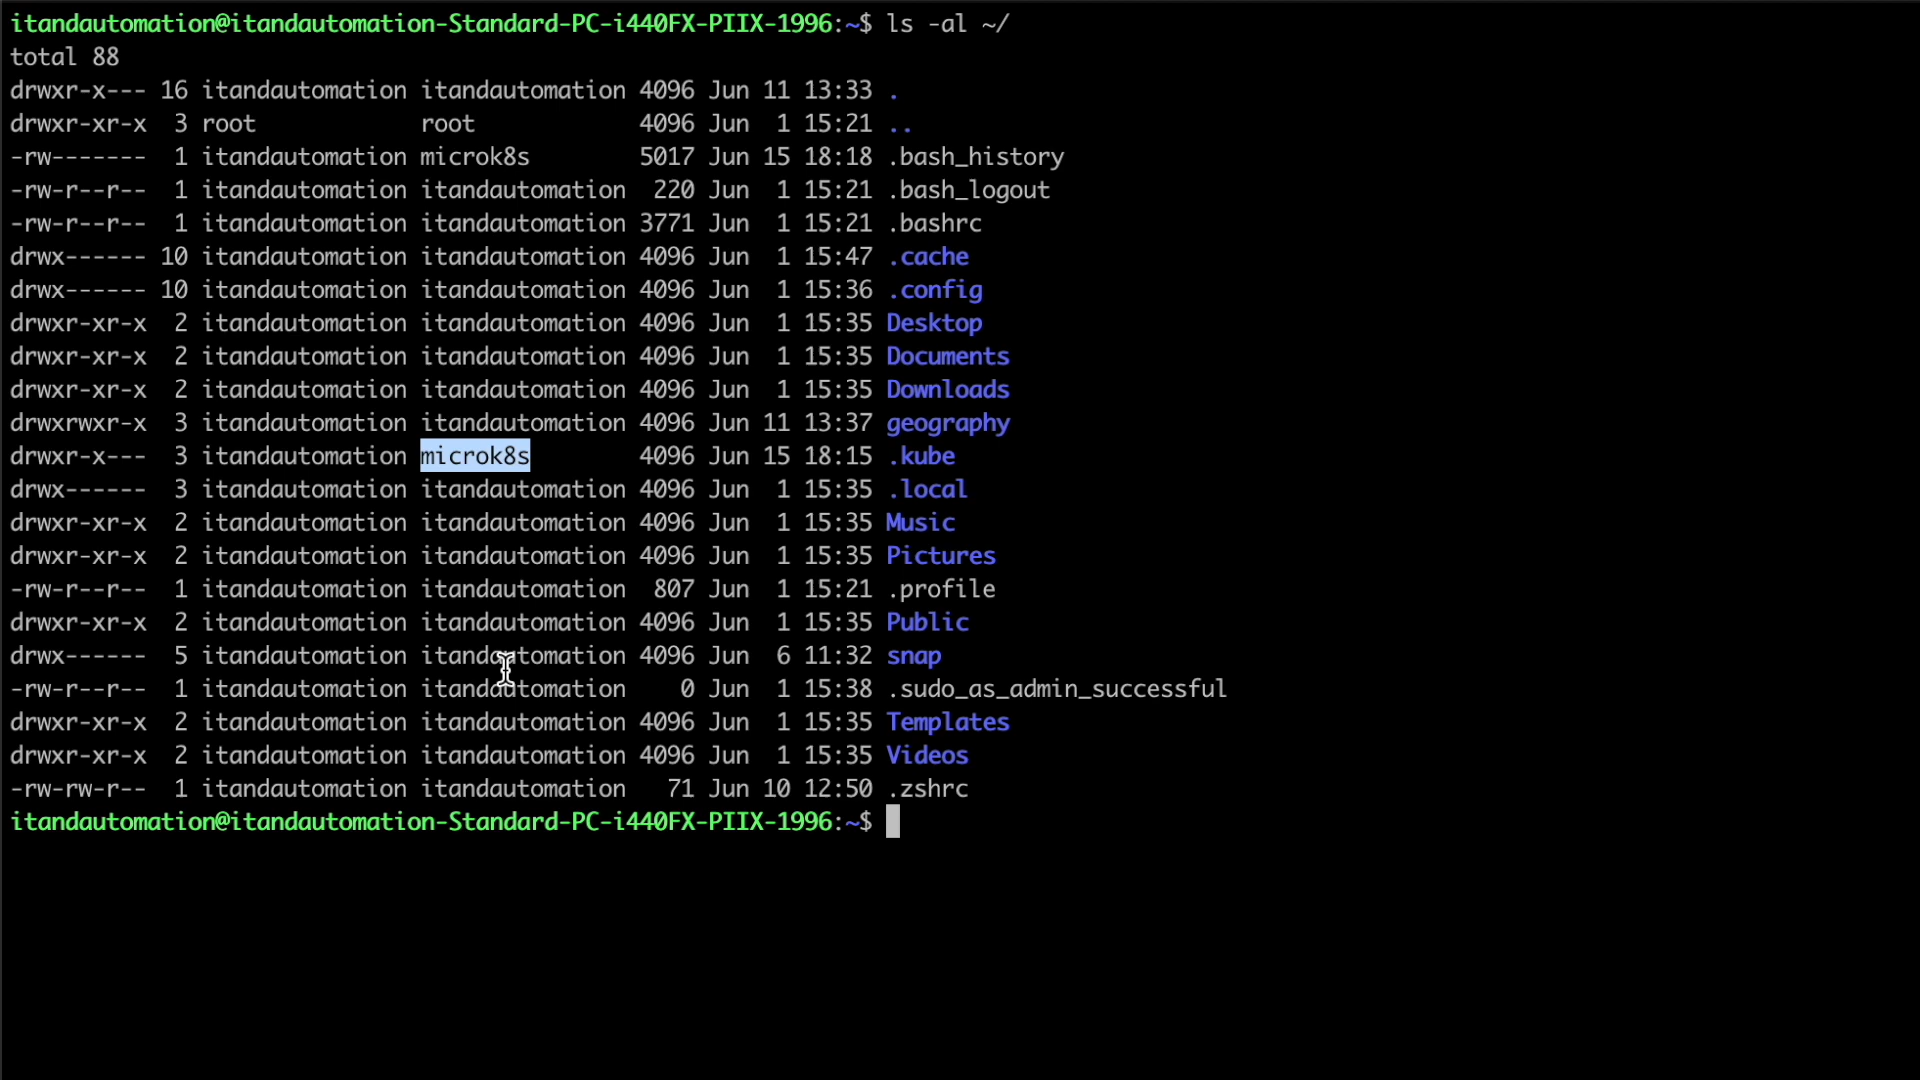 itandautomation@itandautomation-Standard-PC-i440FX-PIIX-1996:~$ ls -al ~/
total 88
drwxr-x--- 16 itandautomation itandautomation 4096 Jun 11 13:33 .
drwxr-xr-x  3 root            root            4096 Jun  1 15:21 ..
-rw-------  1 itandautomation microk8s        5017 Jun 15 18:18 .bash_history
-rw-r--r--  1 itandautomation itandautomation  220 Jun  1 15:21 .bash_logout
-rw-r--r--  1 itandautomation itandautomation 3771 Jun  1 15:21 .bashrc
drwx------ 10 itandautomation itandautomation 4096 Jun  1 15:47 .cache
drwx------ 10 itandautomation itandautomation 4096 Jun  1 15:36 .config
drwxr-xr-x  2 itandautomation itandautomation 4096 Jun  1 15:35 Desktop
drwxr-xr-x  2 itandautomation itandautomation 4096 Jun  1 15:35 Documents
drwxr-xr-x  2 itandautomation itandautomation 4096 Jun  1 15:35 Downloads
drwxrwxr-x  3 itandautomation itandautomation 4096 Jun 11 13:37 geography
drwxr-x---  3 itandautomation microk8s        4096 Jun 15 18:15 .kube
drwx------  3 itandautomation itandautomation 4096 Jun  1 15:35 .local
drwxr-xr-x  2 itandautomation itandautomation 4096 Jun  1 15:35 Music
drwxr-xr-x  2 itandautomation itandautomation 4096 Jun  1 15:35 Pictures
-rw-r--r--  1 itandautomation itandautomation  807 Jun  1 15:21 .profile
drwxr-xr-x  2 itandautomation itandautomation 4096 Jun  1 15:35 Public
drwx------  5 itandautomation itandautomation 4096 Jun  6 11:32 snap
-rw-r--r--  1 itandautomation itandautomation    0 Jun  1 15:38 .sudo_as_admin_successful
drwxr-xr-x  2 itandautomation itandautomation 4096 Jun  1 15:35 Templates
drwxr-xr-x  2 itandautomation itandautomation 4096 Jun  1 15:35 Videos
-rw-rw-r--  1 itandautomation itandautomation   71 Jun 10 12:50 .zshrc
itandautomation@itandautomation-Standard-PC-i440FX-PIIX-1996:~$